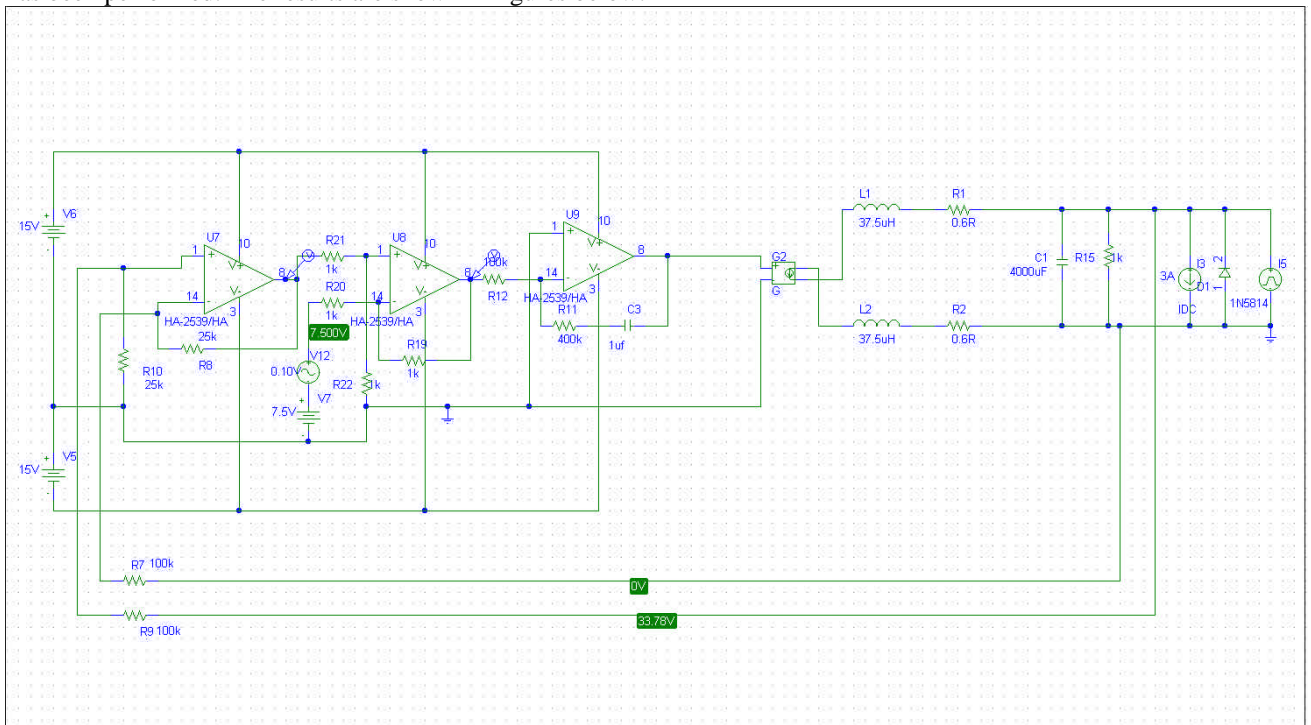 U9
10
1
8
V+
V-
14
3
HA-2539/HA
V6
15V
U7
10
1
8
V+
V-
14
3
HA-2539/HA
25k
R8
R21
1k
R20
1k
7.500V
U8
10
1
V+
V-
14
3
HA-2539/HA
R19
1k
100k
R12
R11
400k
C3
1uf
R10
25k
V12
0.10V
V7
7.5V
R22
1k
V5
15V
G2
G
L1
37.5uH
R1
0.6R
L2
37.5uH
R2
0.6R
C1
4000uF
R15
1k
I3
3A
IDC
D1
1N5814
2
1
I5
R7 100k
0V
R9 100k
33.78V